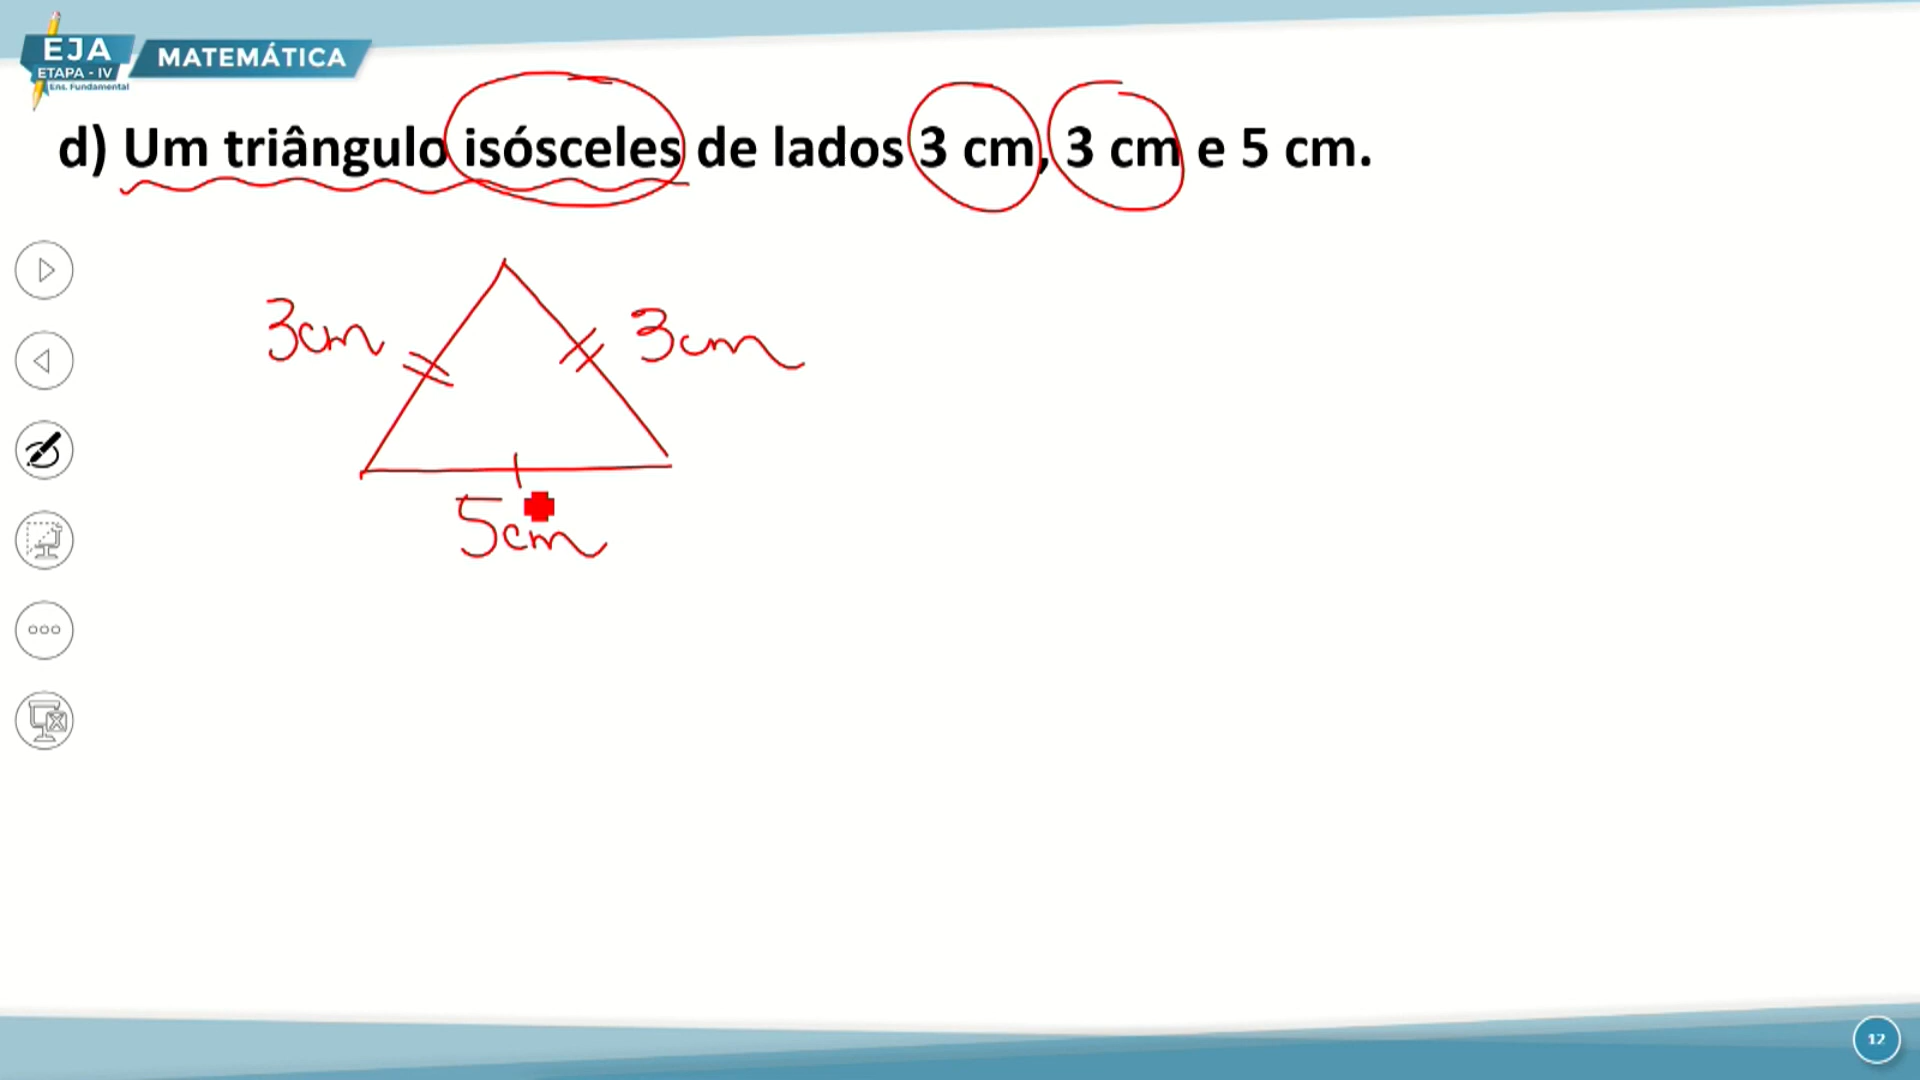 EJA
ETAPA - IV
Ens. Fundamental
MATEMÁTICA
d) Um triângulo isósceles de lados 3 cm, 3 cm e 5 cm.
3cm
3cm
5cm
12